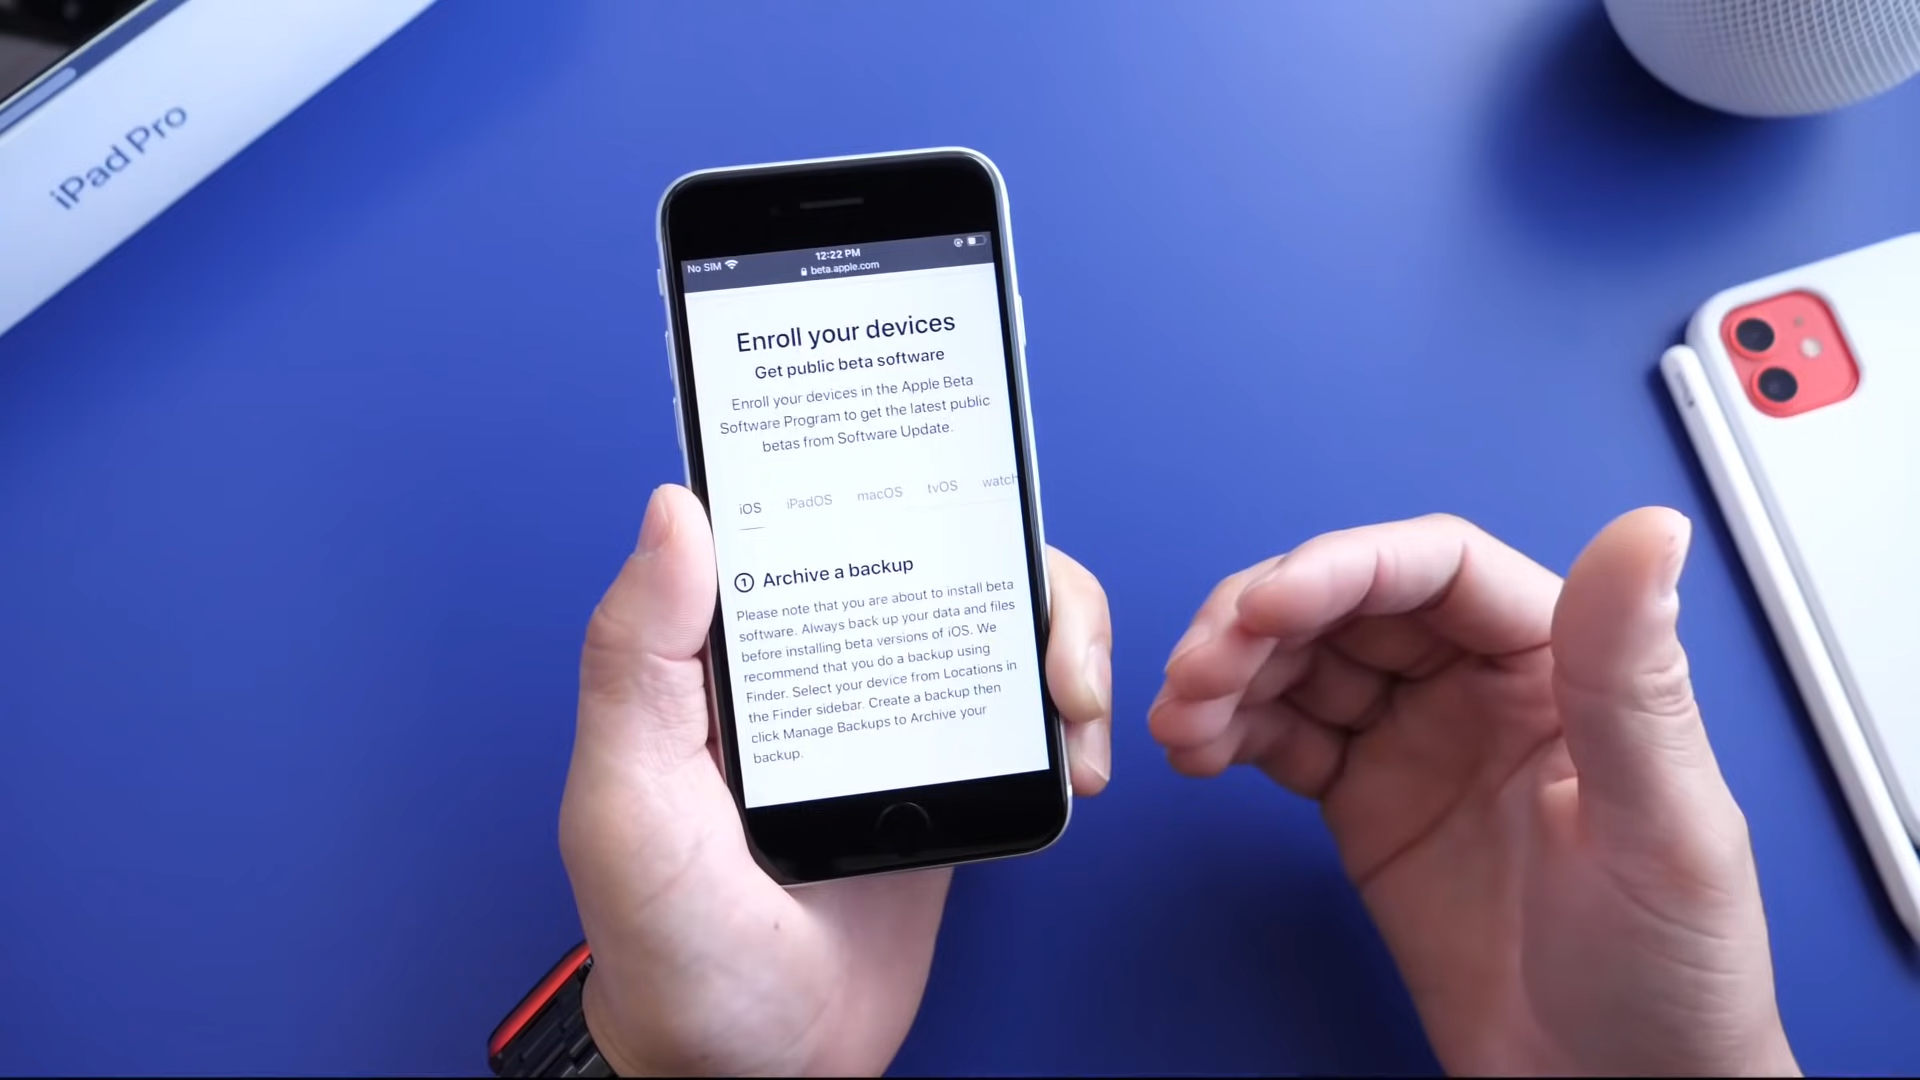 iPad Pro
No SIM 12:22 PM
beta.apple.com
Enroll your devices
Get public beta software
Enroll your devices in the Apple Beta
Software Program to get the latest public
betas from Software Update.
iOS iPadOS macOS tvOS watch
1 Archive a backup
Please note that you are about to install beta
software. Always back up your data and files
before installing beta versions of iOS. We
recommend that you do a backup using
Finder. Select your device from Locations in
the Finder sidebar. Create a backup then
click Manage Backups to Archive your
backup.